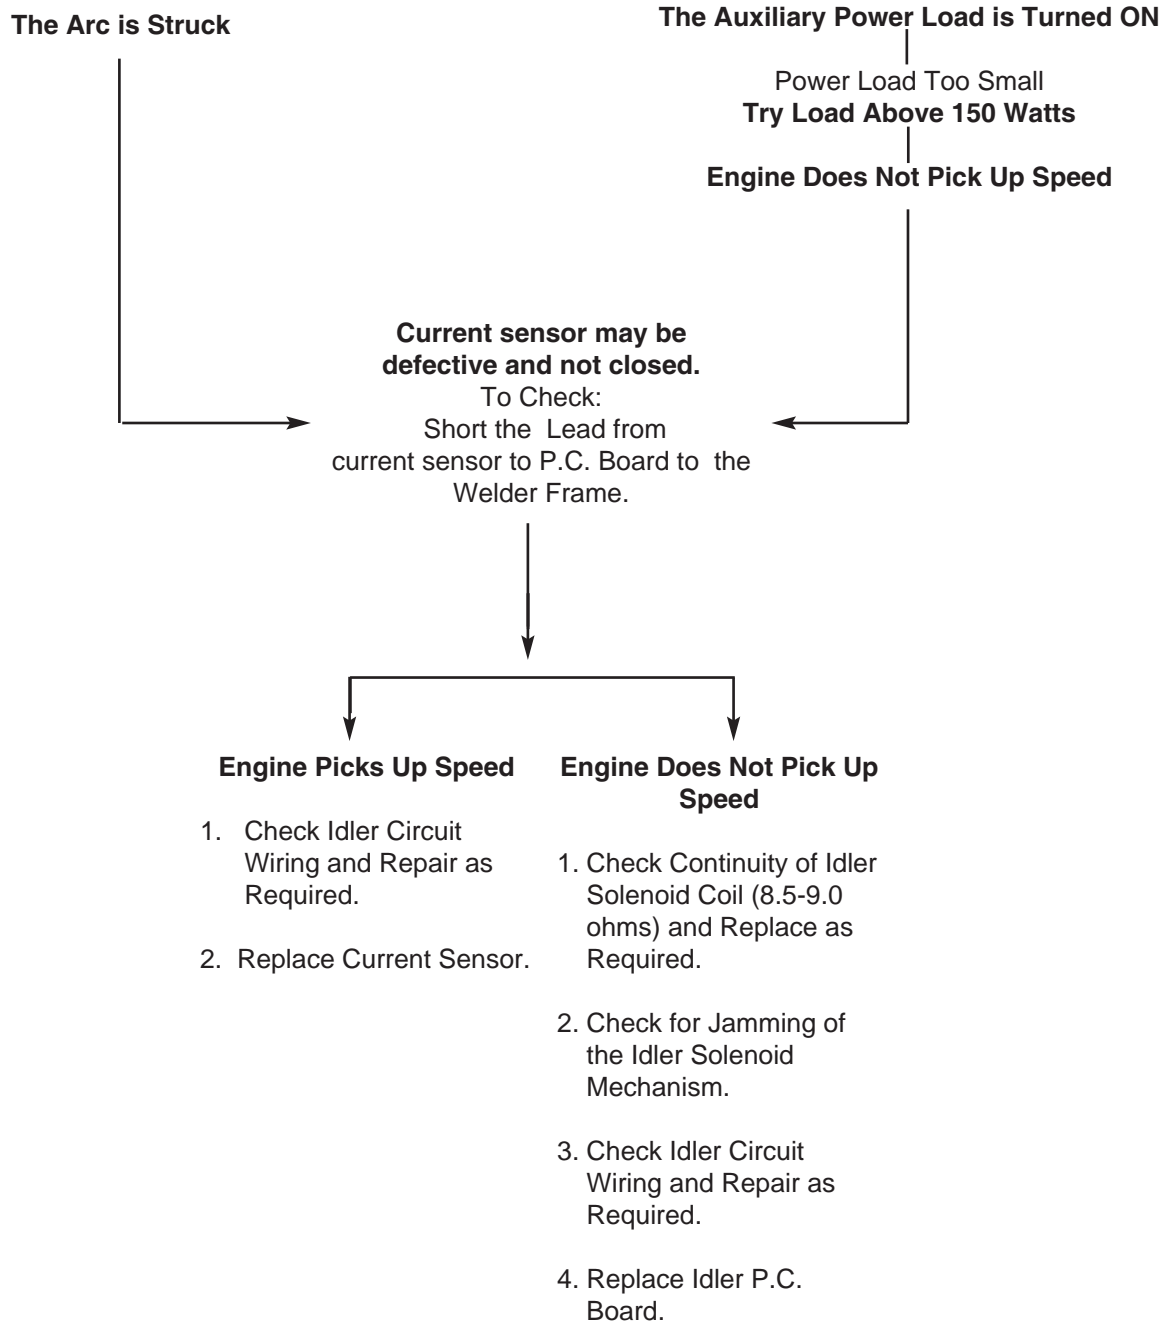 The Arc is Struck
The Auxiliary Power Load is Turned ON
Power Load Too Small
Try Load Above 150 Watts
Engine Does Not Pick Up Speed
Current sensor may be
defective and not closed.
To Check:
Short the Lead from
current sensor to P.C. Board to the
Welder Frame.
Engine Picks Up Speed
1. Check Idler Circuit
Wiring and Repair as
Required.
2. Replace Current Sensor.
Engine Does Not Pick Up
Speed
1. Check Continuity of Idler
Solenoid Coil (8.5-9.0
ohms) and Replace as
Required.
2. Check for Jamming of
the Idler Solenoid
Mechanism.
3. Check Idler Circuit
Wiring and Repair as
Required.
4. Replace Idler P.C.
Board.